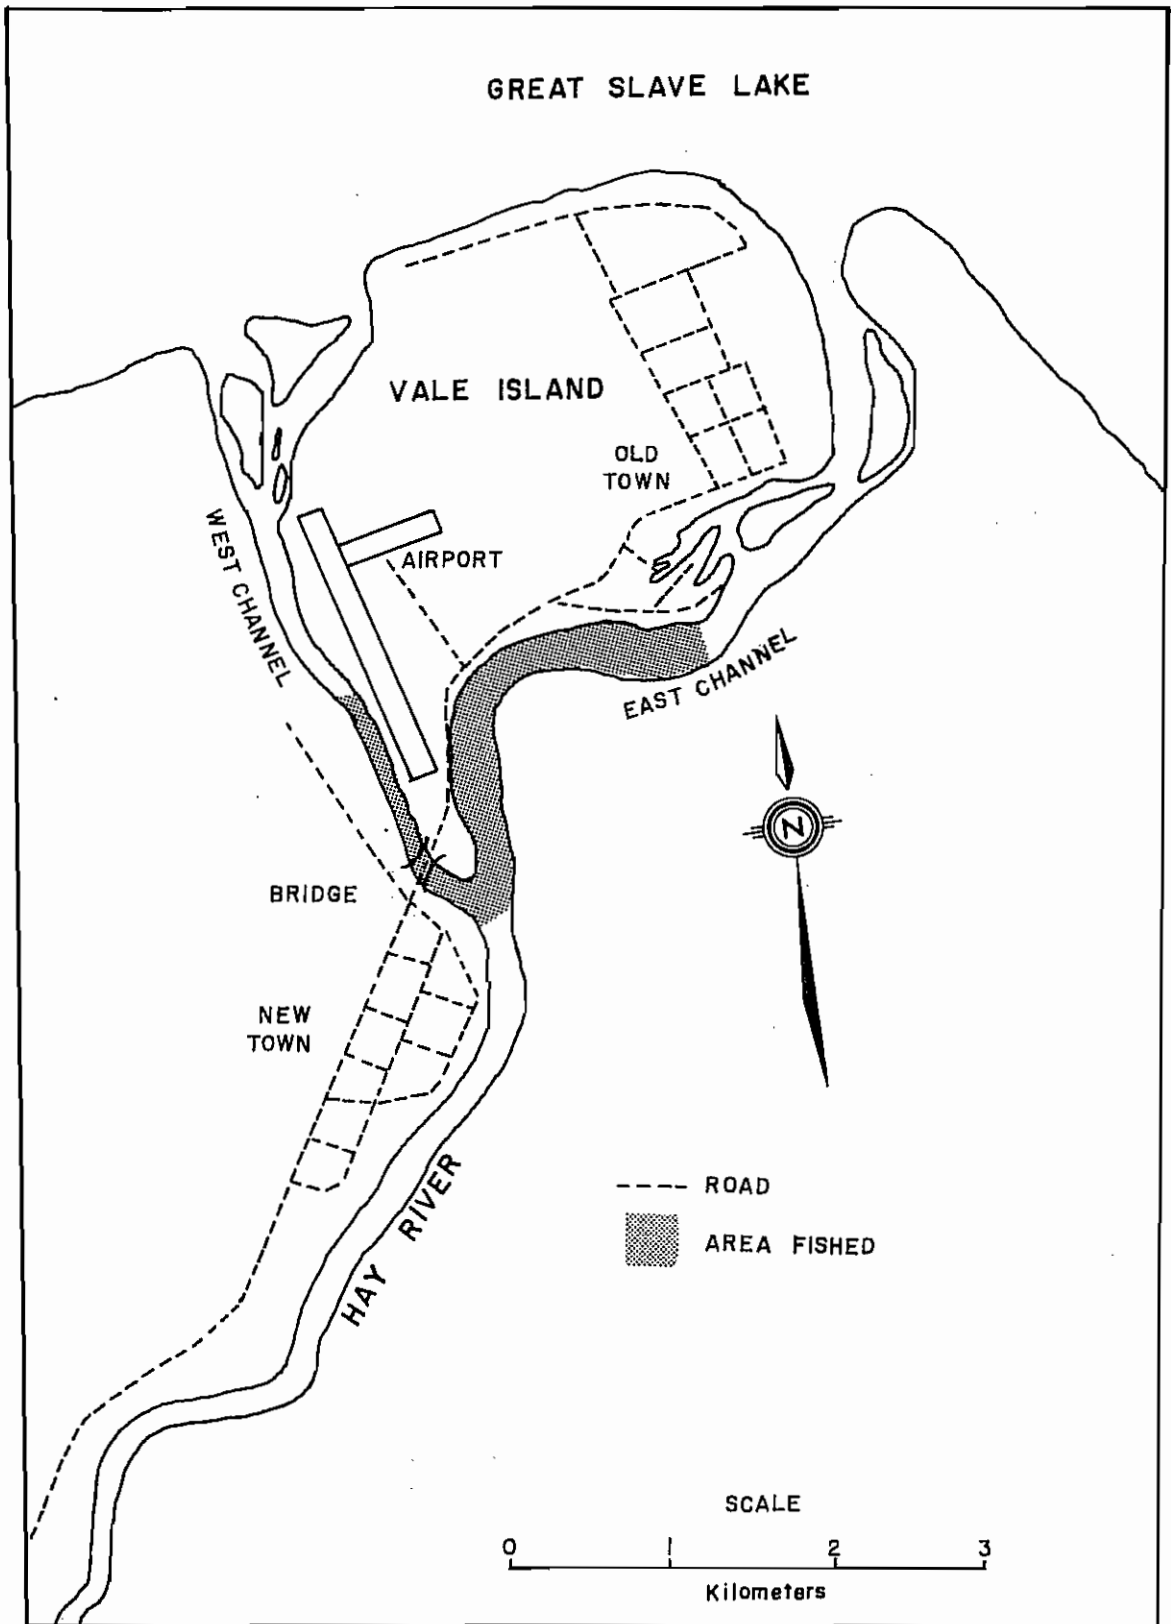 GREAT SLAVE LAKE
VALE ISLAND
OLD
TOWN
WEST CHANNEL
AIRPORT
EAST CHANNEL
N
BRIDGE
NEW
TOWN
HAY RIVER
ROAD
AREA FISHED
SCALE
0 1 2 3
Kilometers